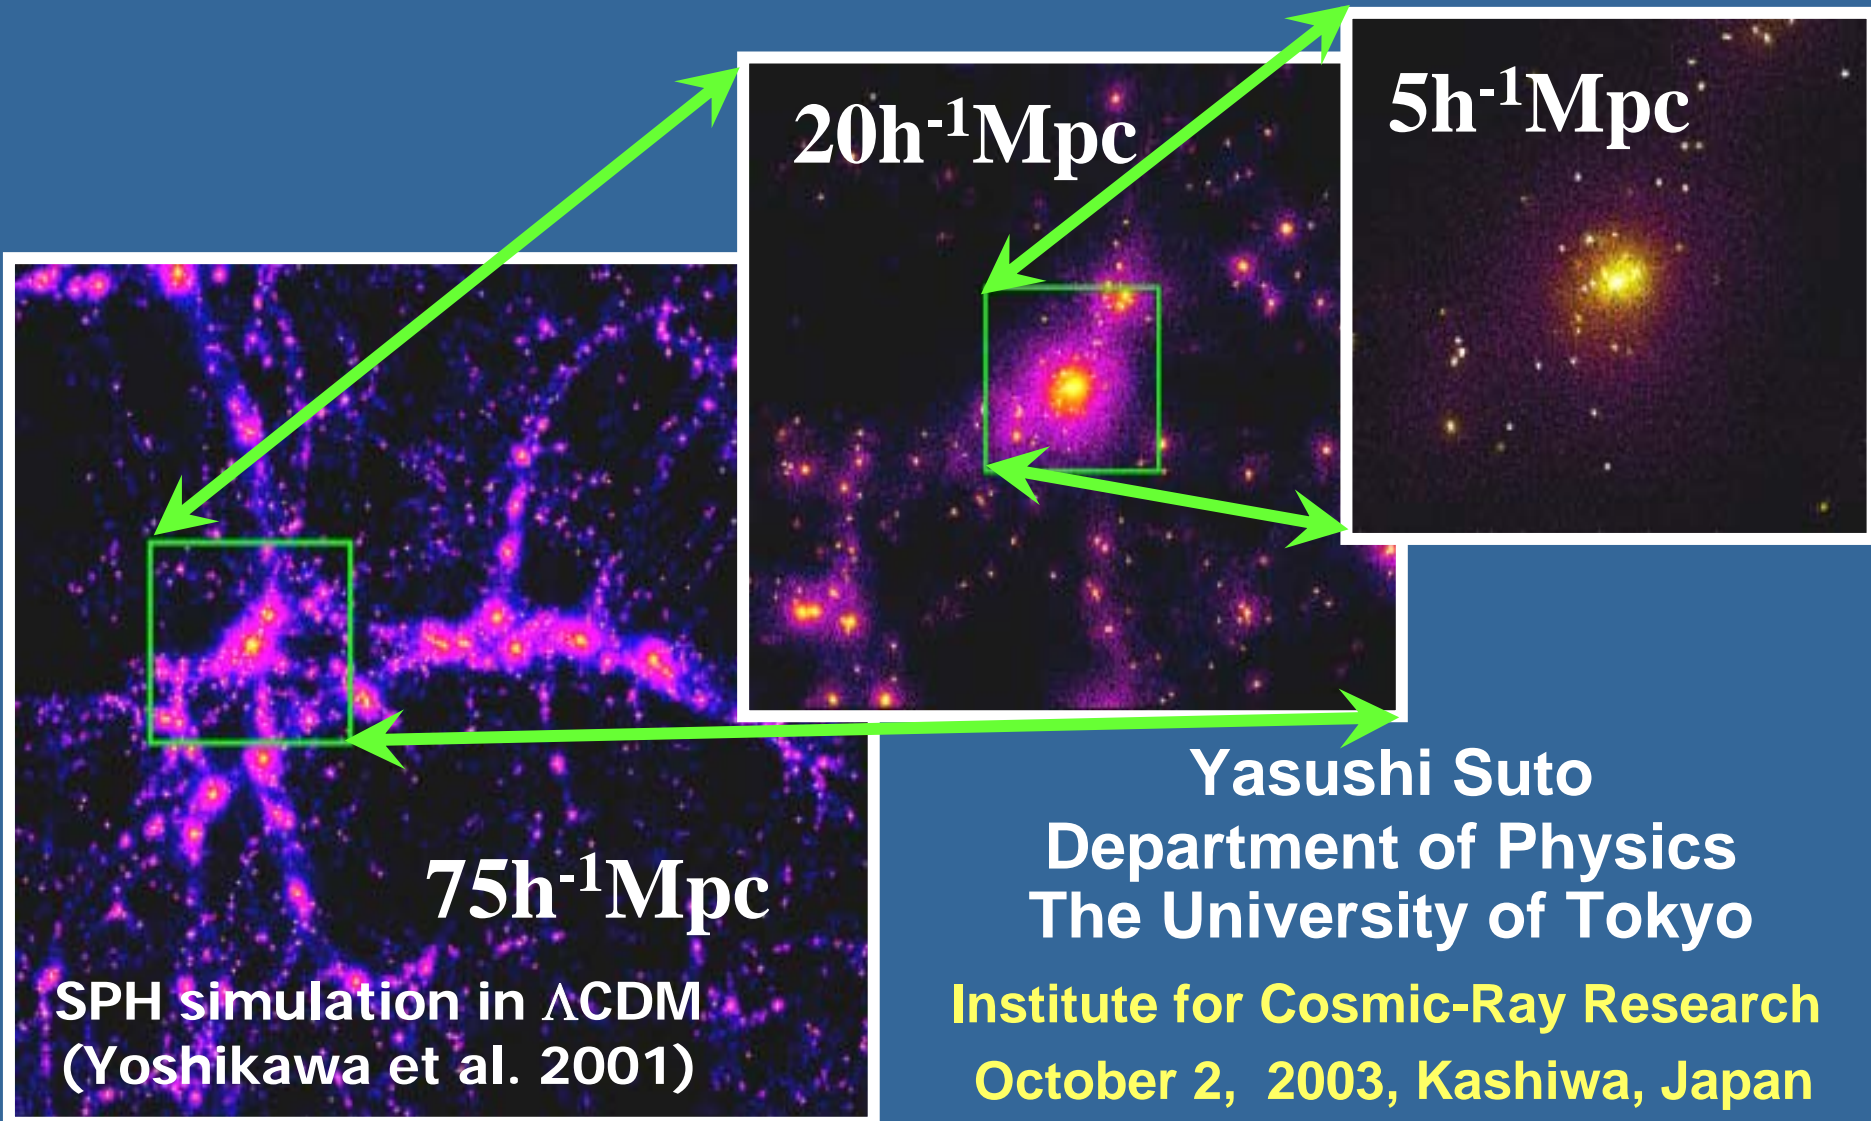 20h⁻¹Mpc
5h⁻¹Mpc
75h⁻¹Mpc
SPH simulation in ΛCDM
(Yoshikawa et al. 2001)
Yasushi Suto
Department of Physics
The University of Tokyo
Institute for Cosmic-Ray Research
October 2,  2003, Kashiwa, Japan